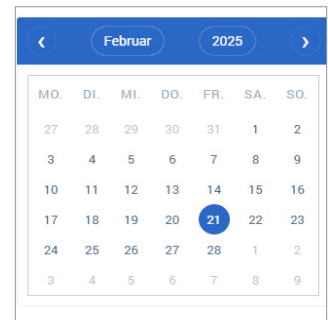 ‹ Februar 2025 ›
MO. DI. MI. DO. FR. SA. SO.
27 28 29 30 31 1 2
3 4 5 6 7 8 9
10 11 12 13 14 15 16
17 18 19 20 21 22 23
24 25 26 27 28 1 2
3 4 5 6 7 8 9